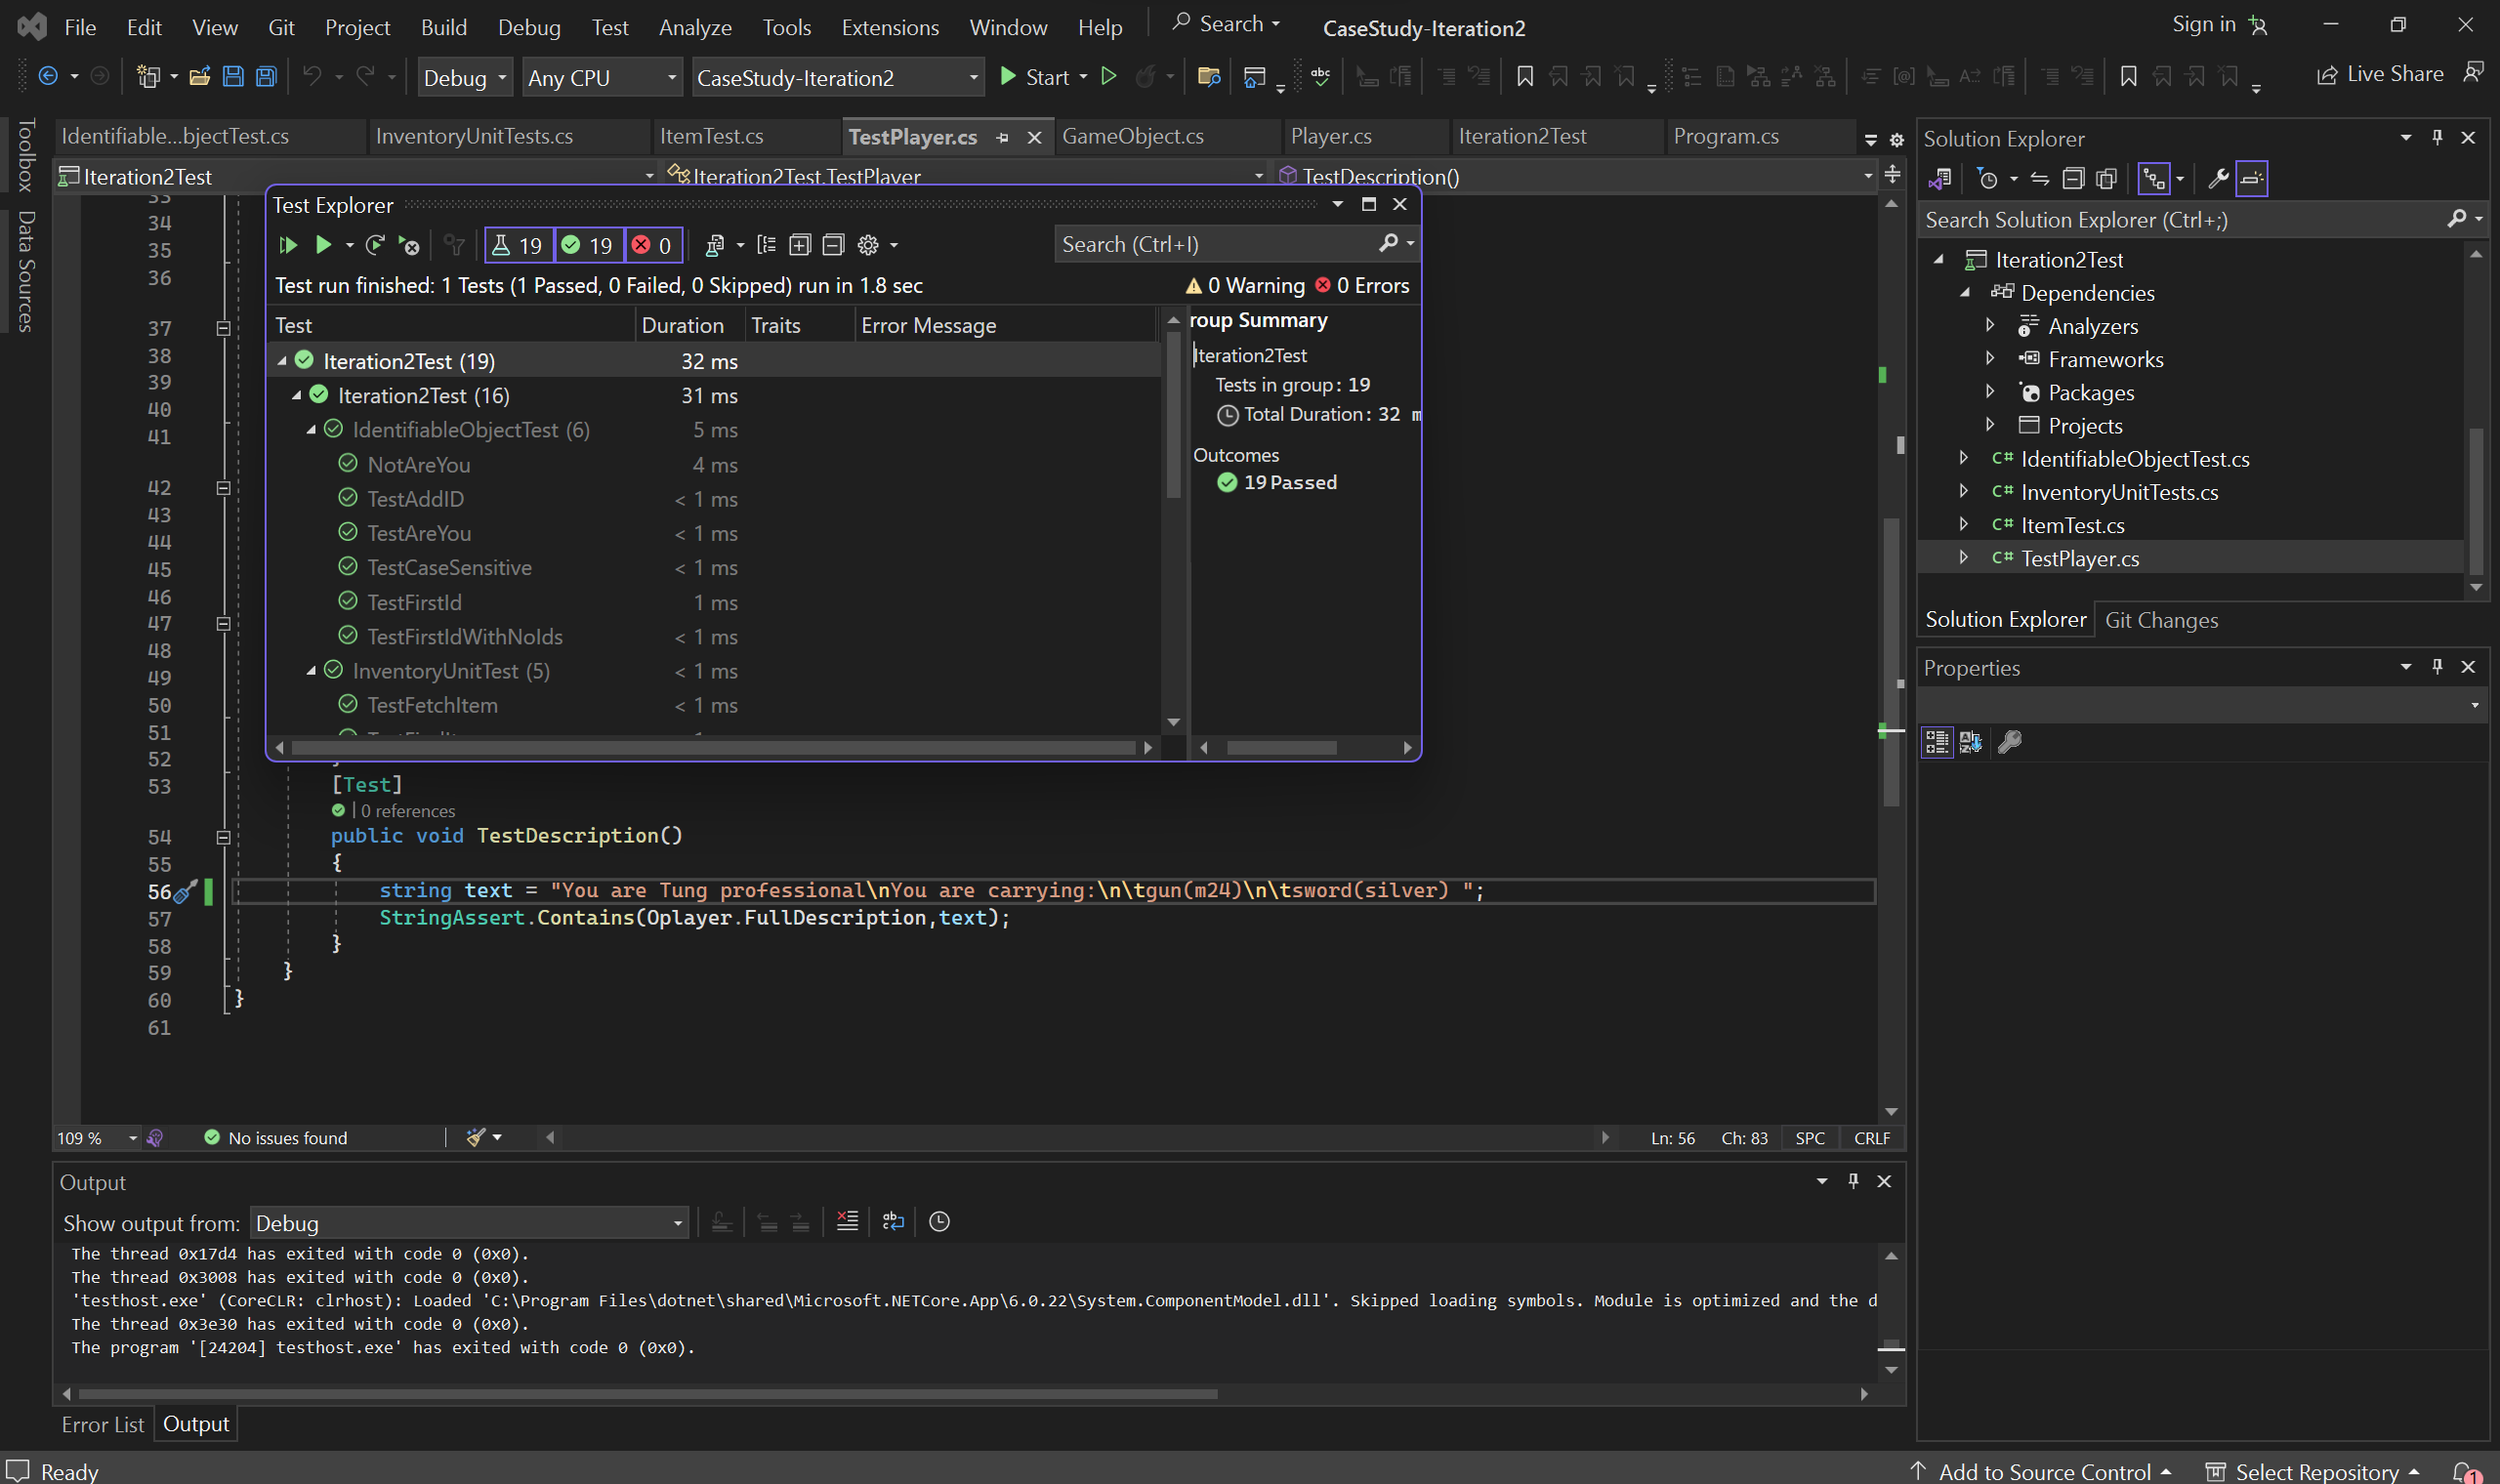 File Edit View Git Project Build Debug Test Analyze Tools Extensions Window Help Search CaseStudy-Iteration2 Sign in
Debug Any CPU CaseStudy-Iteration2 Start Live Share
Toolbox
Data Sources
Identifiable...bjectTest.cs InventoryUnitTests.cs ItemTest.cs TestPlayer.cs GameObject.cs Player.cs Iteration2Test Program.cs
Iteration2Test Iteration2Test.TestPlayer TestDescription()
Test Explorer
19 19 0
Search (Ctrl+I)
Test run finished: 1 Tests (1 Passed, 0 Failed, 0 Skipped) run in 1.8 sec 0 Warning 0 Errors
Test Duration Traits Error Message
Iteration2Test (19) 32 ms
Iteration2Test (16) 31 ms
IdentifiableObjectTest (6) 5 ms
NotAreYou 4 ms
TestAddID < 1 ms
TestAreYou < 1 ms
TestCaseSensitive < 1 ms
TestFirstId 1 ms
TestFirstIdWithNoIds < 1 ms
InventoryUnitTest (5) < 1 ms
TestFetchItem < 1 ms
roup Summary
Iteration2Test
Tests in group: 19
Total Duration: 32 m
Outcomes
19 Passed
33
34
35
36
37
38
39
40
41
42
43
44
45
46
47
48
49
50
51
52 }
53 [Test]
0 references
54 public void TestDescription()
55 {
56 string text = "You are Tung professional\nYou are carrying:\n\tgun(m24)\n\tsword(silver) ";
57 StringAssert.Contains(Oplayer.FullDescription,text);
58 }
59 }
60 }
61
109 % No issues found Ln: 56 Ch: 83 SPC CRLF
Output
Show output from: Debug
The thread 0x17d4 has exited with code 0 (0x0).
The thread 0x3008 has exited with code 0 (0x0).
'testhost.exe' (CoreCLR: clrhost): Loaded 'C:\Program Files\dotnet\shared\Microsoft.NETCore.App\6.0.22\System.ComponentModel.dll'. Skipped loading symbols. Module is optimized and the d
The thread 0x3e30 has exited with code 0 (0x0).
The program '[24204] testhost.exe' has exited with code 0 (0x0).
Error List Output
Solution Explorer
Search Solution Explorer (Ctrl+;)
Iteration2Test
Dependencies
Analyzers
Frameworks
Packages
Projects
C# IdentifiableObjectTest.cs
C# InventoryUnitTests.cs
C# ItemTest.cs
C# TestPlayer.cs
Solution Explorer Git Changes
Properties
Ready Add to Source Control Select Repository 1